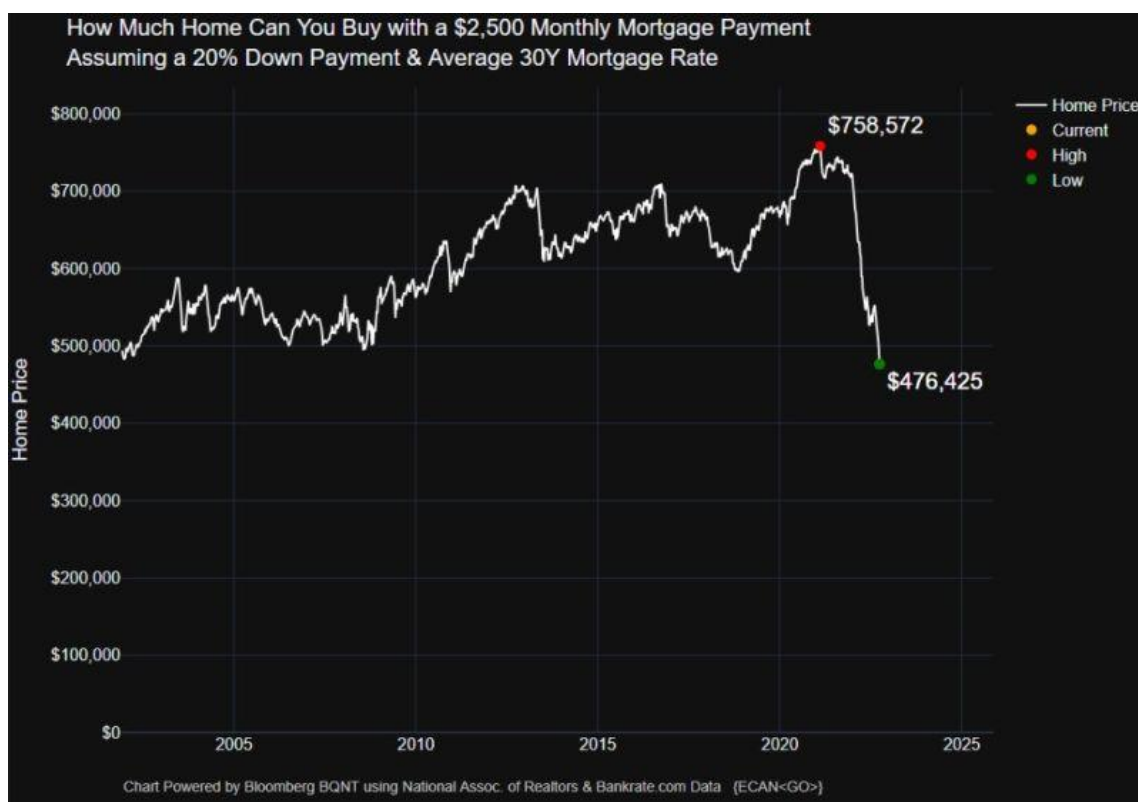 How Much Home Can You Buy with a $2,500 Monthly Mortgage Payment
Assuming a 20% Down Payment & Average 30Y Mortgage Rate
Home Price
Current
High
Low
$758,572
$476,425
Home Price
$800,000
$700,000
$600,000
$500,000
$400,000
$300,000
$200,000
$100,000
$0
2005
2010
2015
2020
2025
Chart Powered by Bloomberg BQNT using National Assoc. of Realtors & Bankrate.com Data {ECAN<GO>}